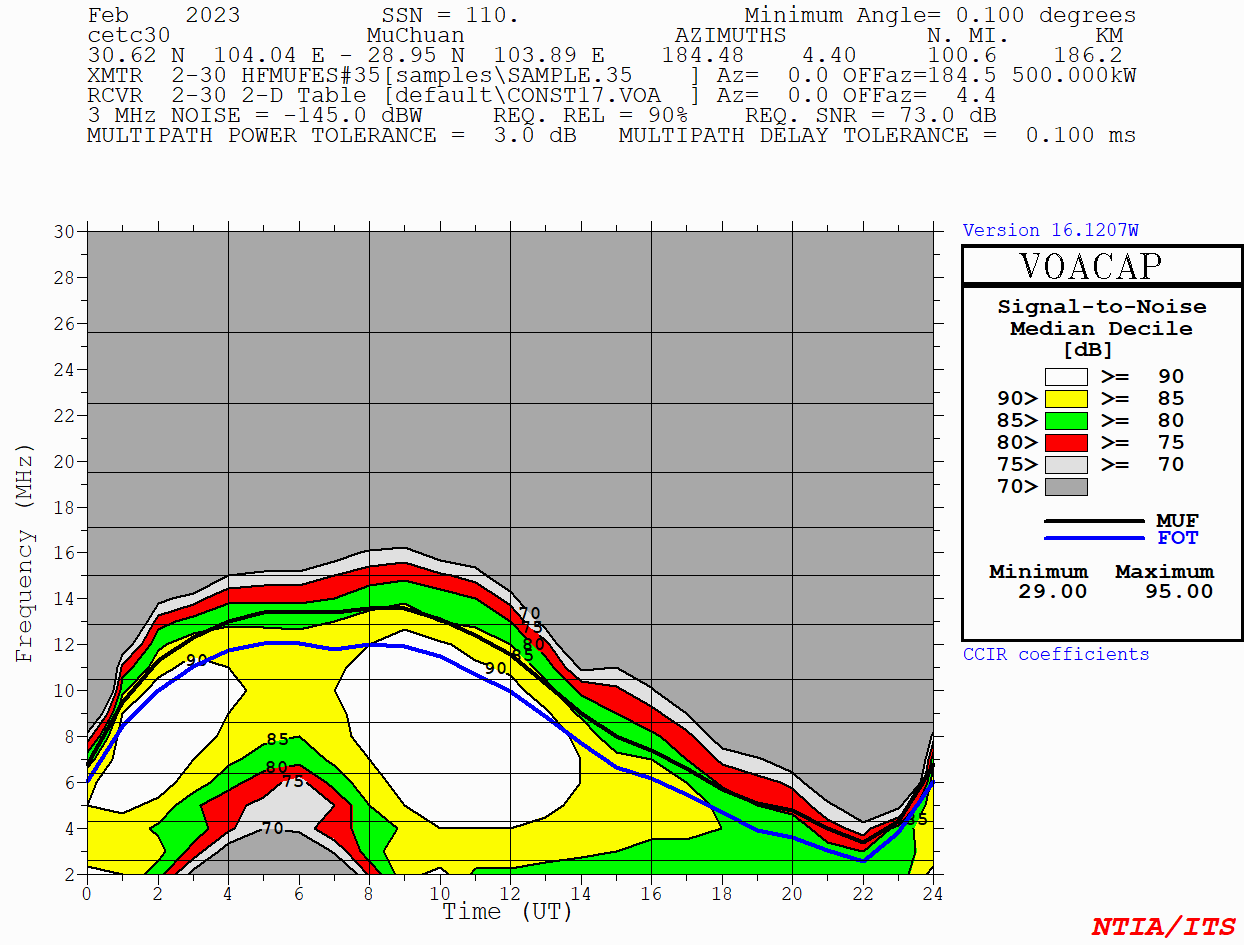 Feb    2023          SSN = 110.                Minimum Angle= 0.100 degrees
cetc30              MuChuan               AZIMUTHS          N. MI.      KM
30.62 N  104.04 E - 28.95 N  103.89 E    184.48    4.40     100.6    186.2
XMTR  2-30 HFMUFES#35[samples\SAMPLE.35    ] Az=  0.0 OFFaz=184.5 500.000kW
RCVR  2-30 2-D Table [default\CONST17.VOA  ] Az=  0.0 OFFaz=  4.4
3 MHz NOISE = -145.0 dBW     REQ. REL = 90%    REQ. SNR = 73.0 dB
MULTIPATH POWER TOLERANCE =  3.0 dB   MULTIPATH DELAY TOLERANCE =  0.100 ms
30
28
26
24
22
20
18
16
14
12
10
8
6
4
2
Frequency (MHz)
70
75
80
85
90
90
85
80
75
70
85
0 2 4 6 8 10 12 14 16 18 20 22 24
Time (UT)
Version 16.1207W
VOACAP
Signal-to-Noise
Median Decile
[dB]
>= 90
90> >= 85
85> >= 80
80> >= 75
75> >= 70
70>
MUF
FOT
Minimum Maximum
29.00 95.00
CCIR coefficients
NTIA/ITS